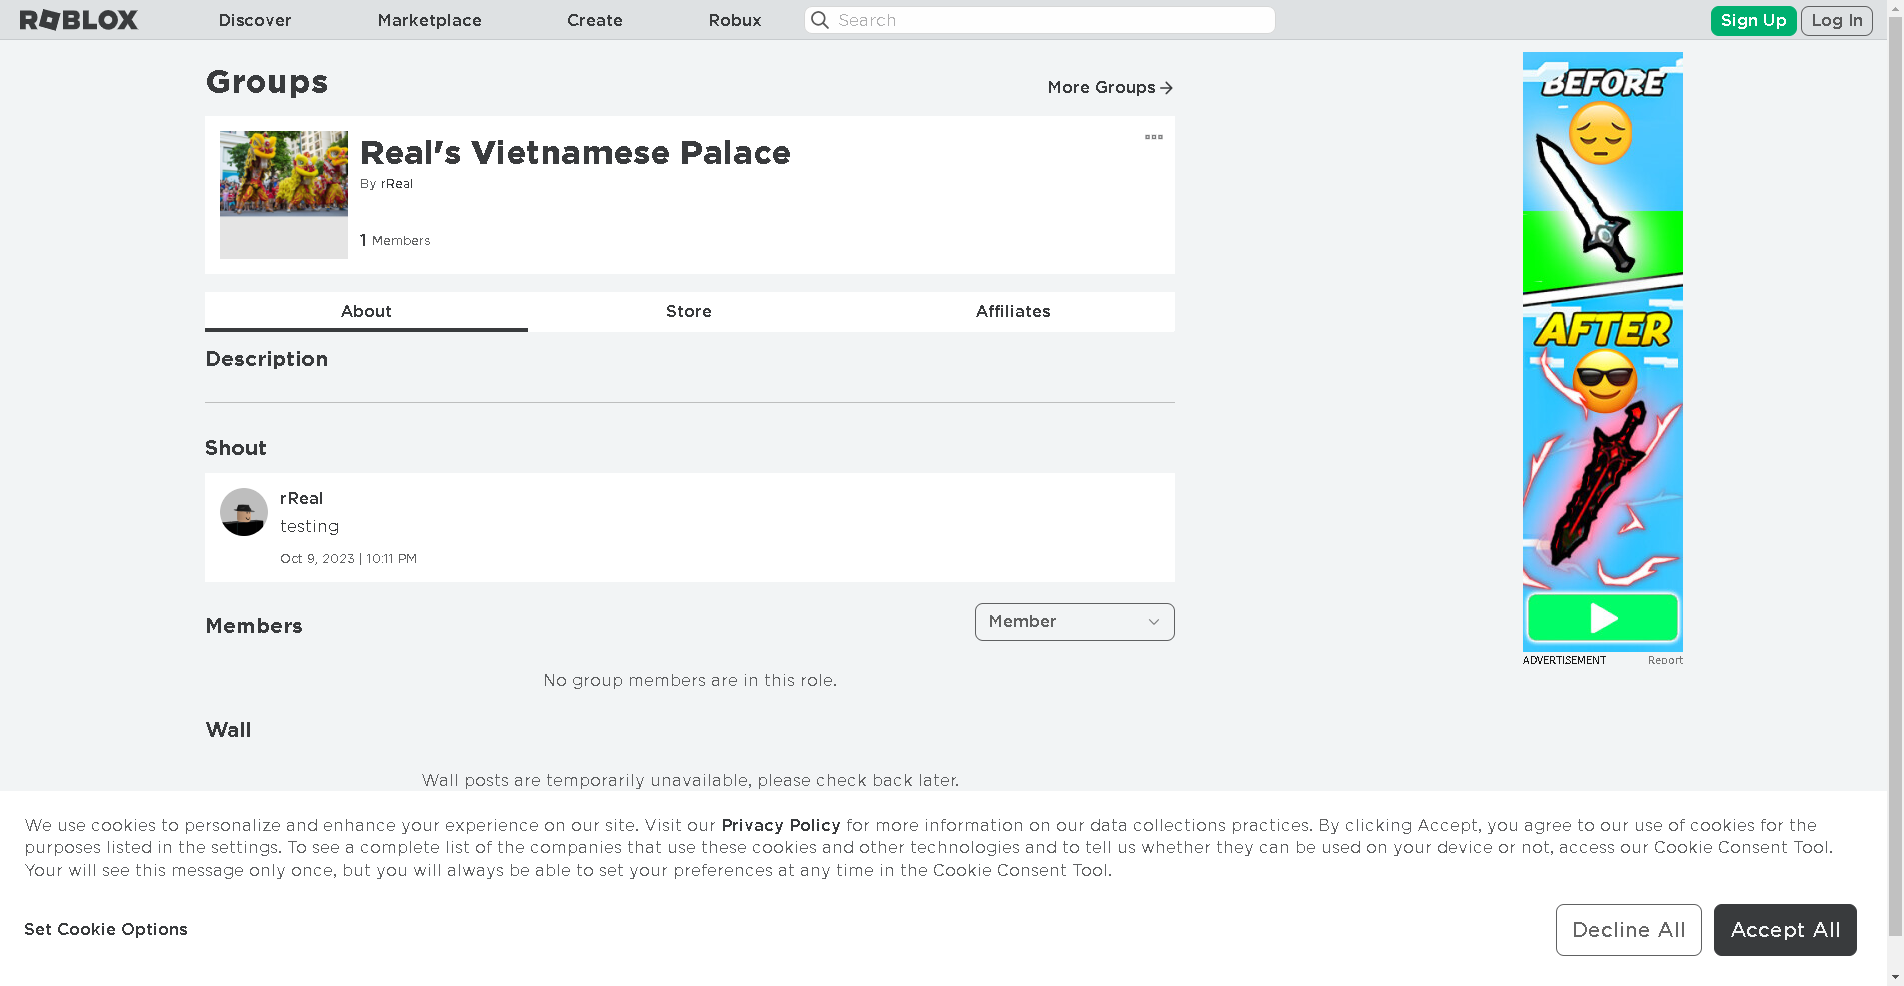 ROBLOX
Discover
Marketplace
Create
Robux
Search
Sign Up
Log In
Groups
More Groups
Real's Vietnamese Palace
By rReal
1 Members
About
Store
Affiliates
Description
Shout
rReal
testing
Oct 9, 2023 | 10:11 PM
Members
Member
No group members are in this role.
Wall
Wall posts are temporarily unavailable, please check back later.
BEFORE
AFTER
ADVERTISEMENT
Report
We use cookies to personalize and enhance your experience on our site. Visit our Privacy Policy for more information on our data collections practices. By clicking Accept, you agree to our use of cookies for the
purposes listed in the settings. To see a complete list of the companies that use these cookies and other technologies and to tell us whether they can be used on your device or not, access our Cookie Consent Tool.
Your will see this message only once, but you will always be able to set your preferences at any time in the Cookie Consent Tool.
Set Cookie Options
Decline All
Accept All